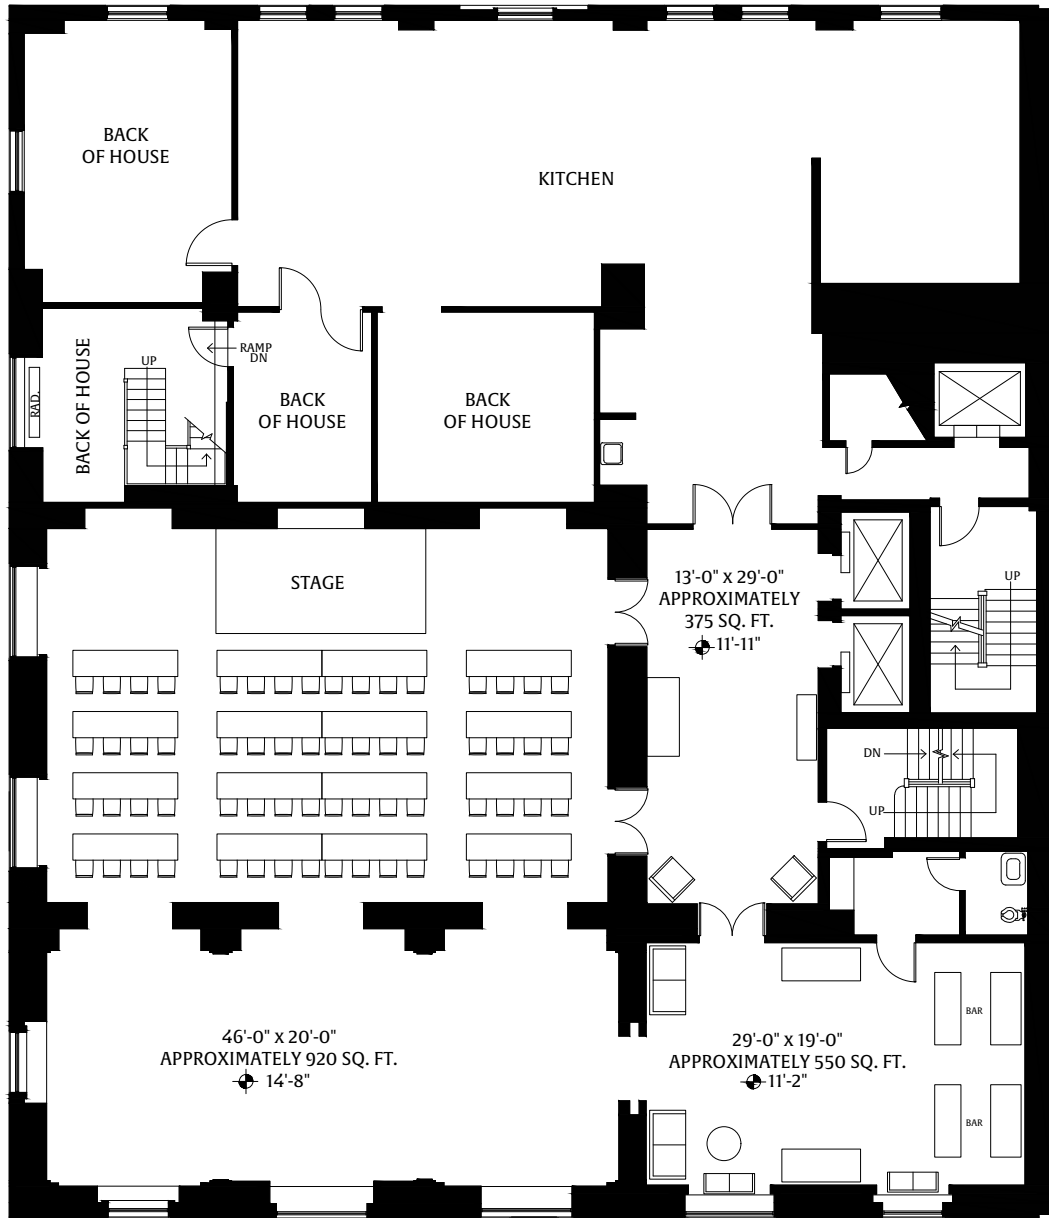 BACK
OF HOUSE
KITCHEN
BACK OF HOUSE
RAD.
UP
RAMP
DN
BACK
OF HOUSE
BACK
OF HOUSE
STAGE
13'-0" x 29'-0"
APPROXIMATELY
375 SQ. FT.
11'-11"
UP
DN
UP
46'-0" x 20'-0"
APPROXIMATELY 920 SQ. FT.
14'-8"
29'-0" x 19'-0"
APPROXIMATELY 550 SQ. FT.
11'-2"
BAR
BAR